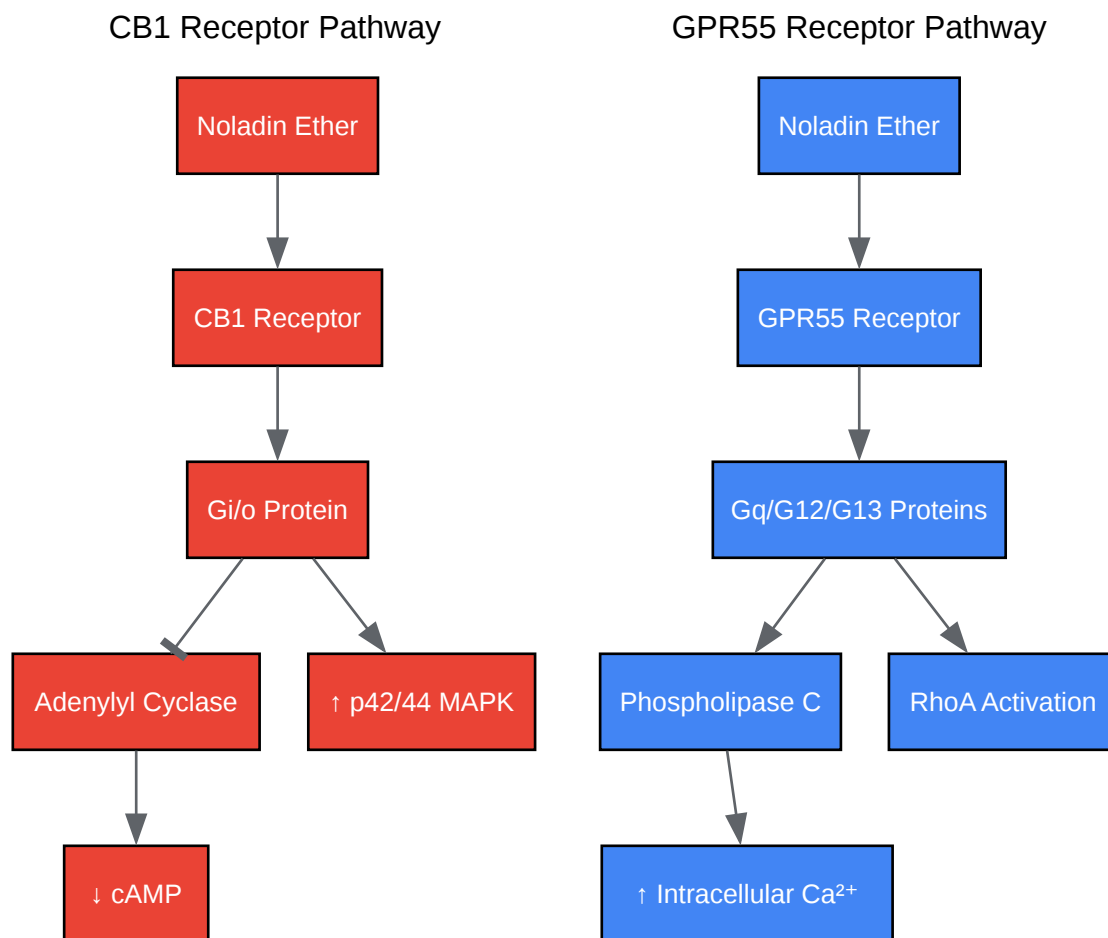 CB1 Receptor Pathway
Noladin Ether
CB1 Receptor
Gi/o Protein
Adenylyl Cyclase
↑ p42/44 MAPK
↓ cAMP
GPR55 Receptor Pathway
Noladin Ether
GPR55 Receptor
Gq/G12/G13 Proteins
Phospholipase C
RhoA Activation
↑ Intracellular Ca²⁺